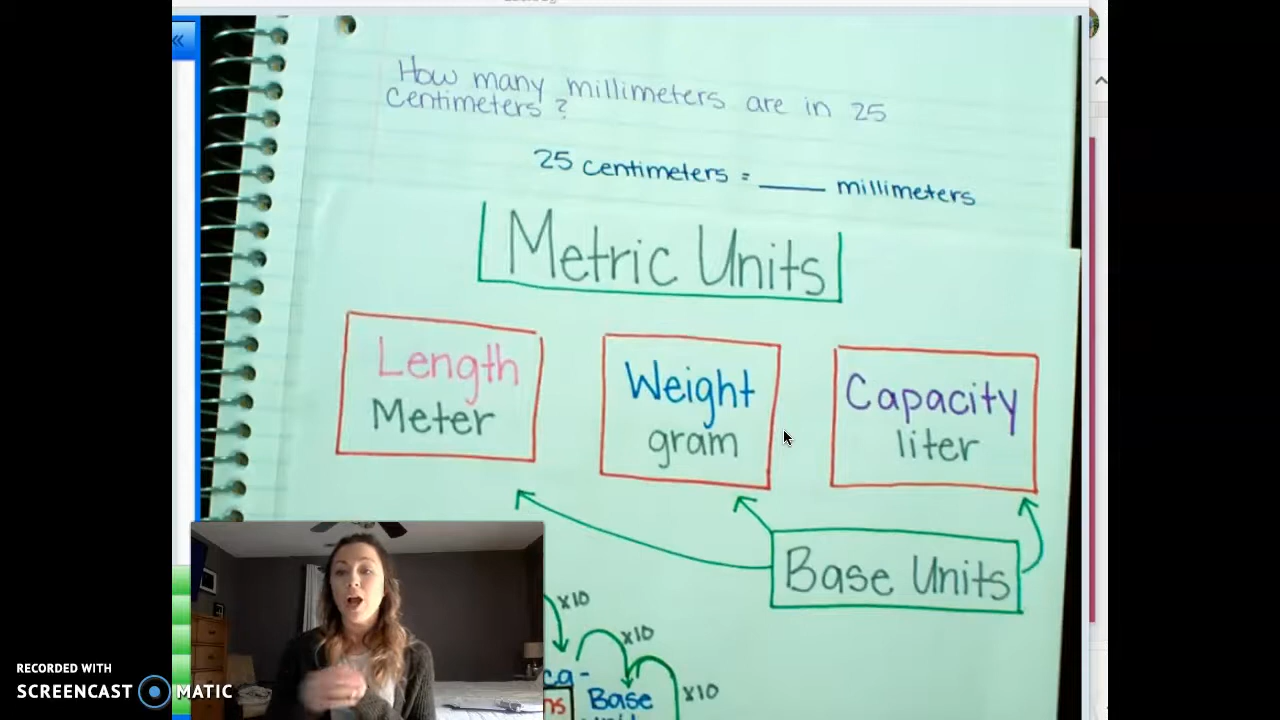 How many millimeters are in 25
centimeters?
25 centimeters = ____ millimeters
Metric Units
Length
Meter
Weight
gram
Capacity
liter
Base Units
x10
x10
x10
Base
RECORDED WITH
SCREENCAST MATIC